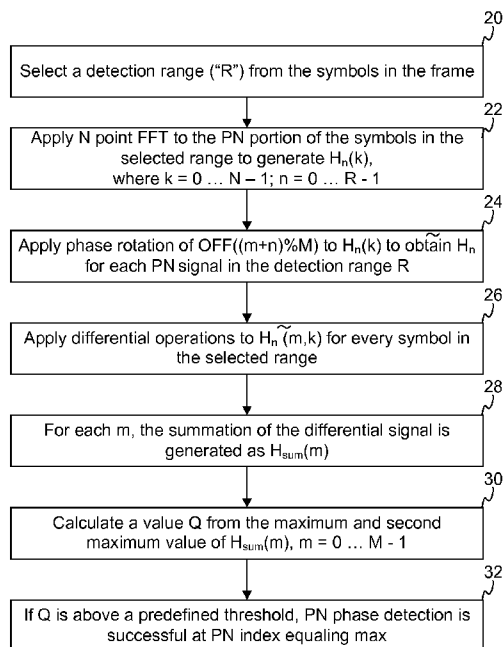 20
Select a detection range ("R") from the symbols in the frame
22
Apply N point FFT to the PN portion of the symbols in the
selected range to generate Hn(k),
where k = 0 ... N – 1; n = 0 ... R - 1
24
Apply phase rotation of OFF((m+n)%M) to Hn(k) to obtain H̃n
for each PN signal in the detection range R
26
Apply differential operations to H̃n(m,k) for every symbol in
the selected range
28
For each m, the summation of the differential signal is
generated as Hsum(m)
30
Calculate a value Q from the maximum and second
maximum value of Hsum(m), m = 0 ... M - 1
32
If Q is above a predefined threshold, PN phase detection is
successful at PN index equaling max